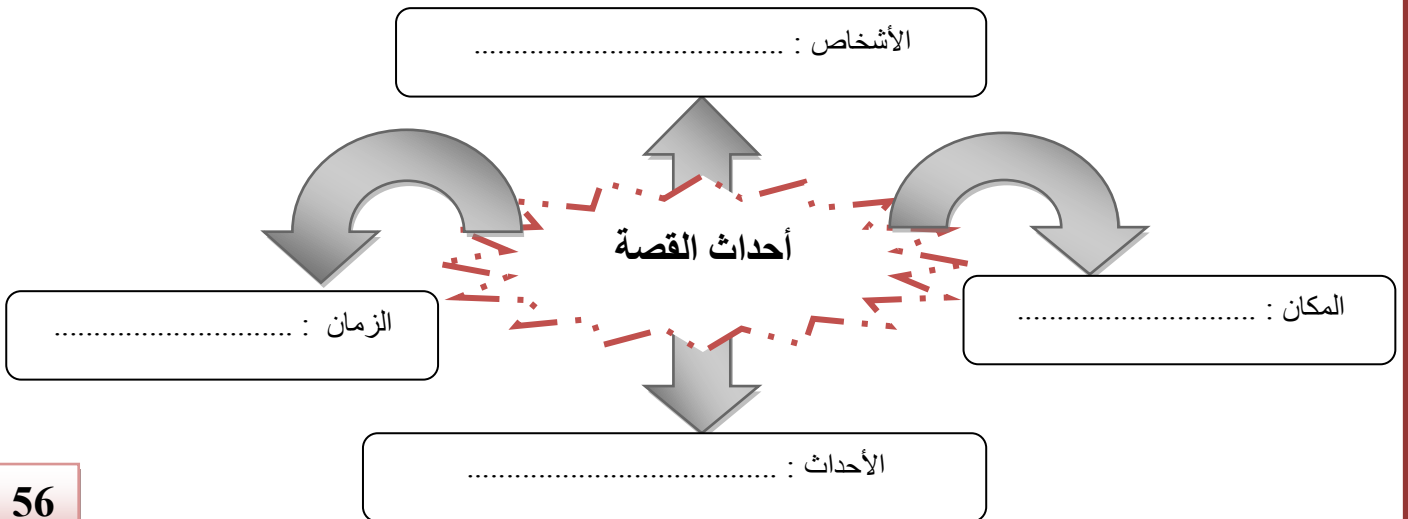 الأشخاص : .......................................
أحداث القصة
المكان : ..............................
الزمان : ..............................
الأحداث : .......................................
56